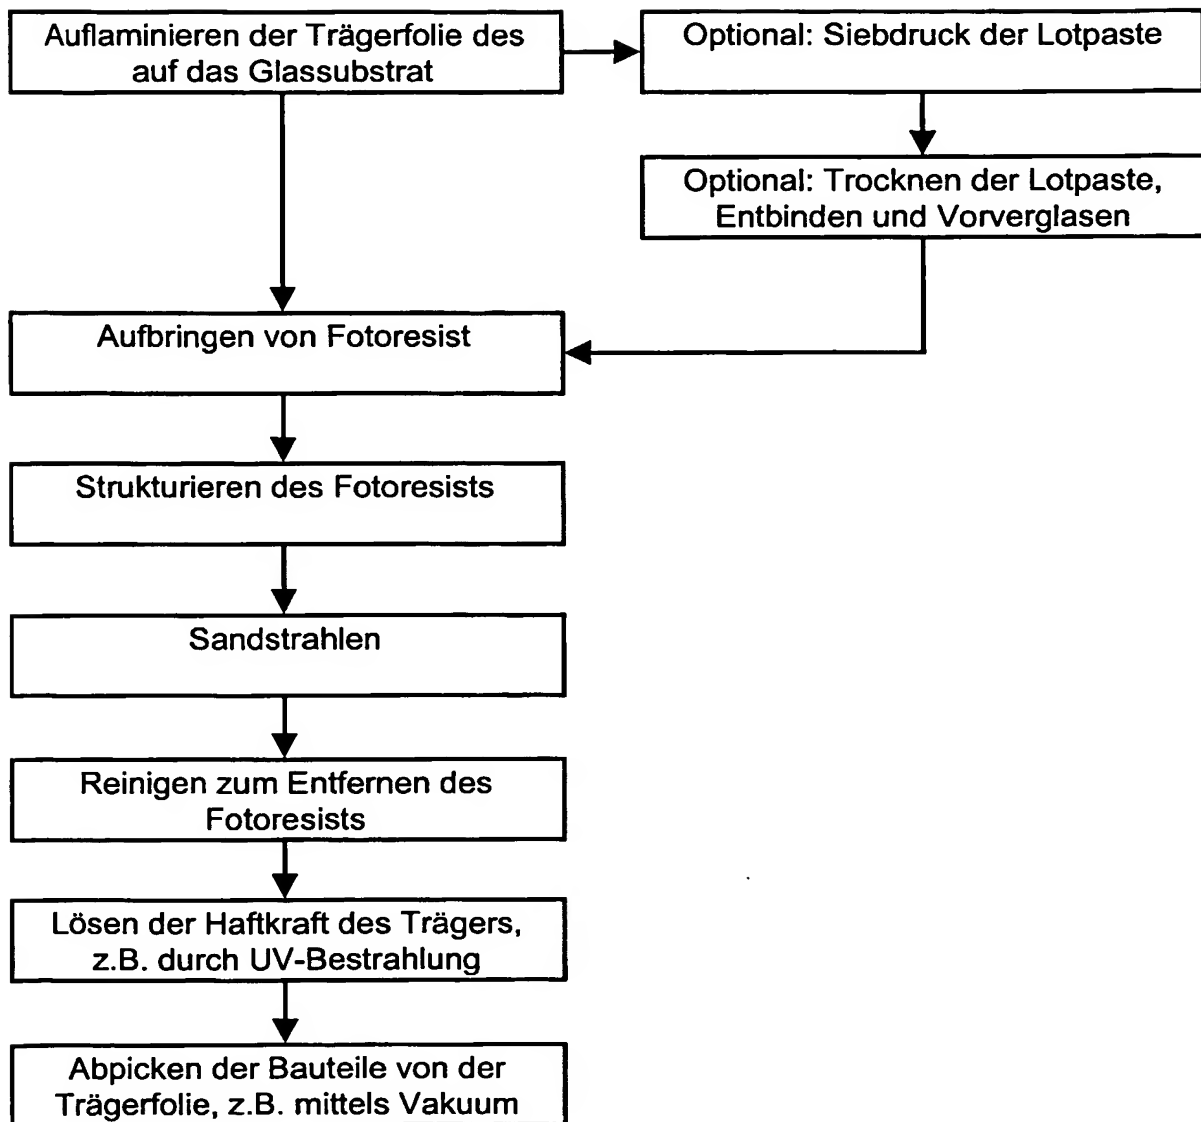 Auflaminieren der Trägerfolie des
auf das Glassubstrat
Optional: Siebdruck der Lotpaste
Optional: Trocknen der Lotpaste,
Entbinden und Vorverglasen
Aufbringen von Fotoresist
Strukturieren des Fotoresists
Sandstrahlen
Reinigen zum Entfernen des
Fotoresists
Lösen der Haftkraft des Trägers,
z.B. durch UV-Bestrahlung
Abpicken der Bauteile von der
Trägerfolie, z.B. mittels Vakuum